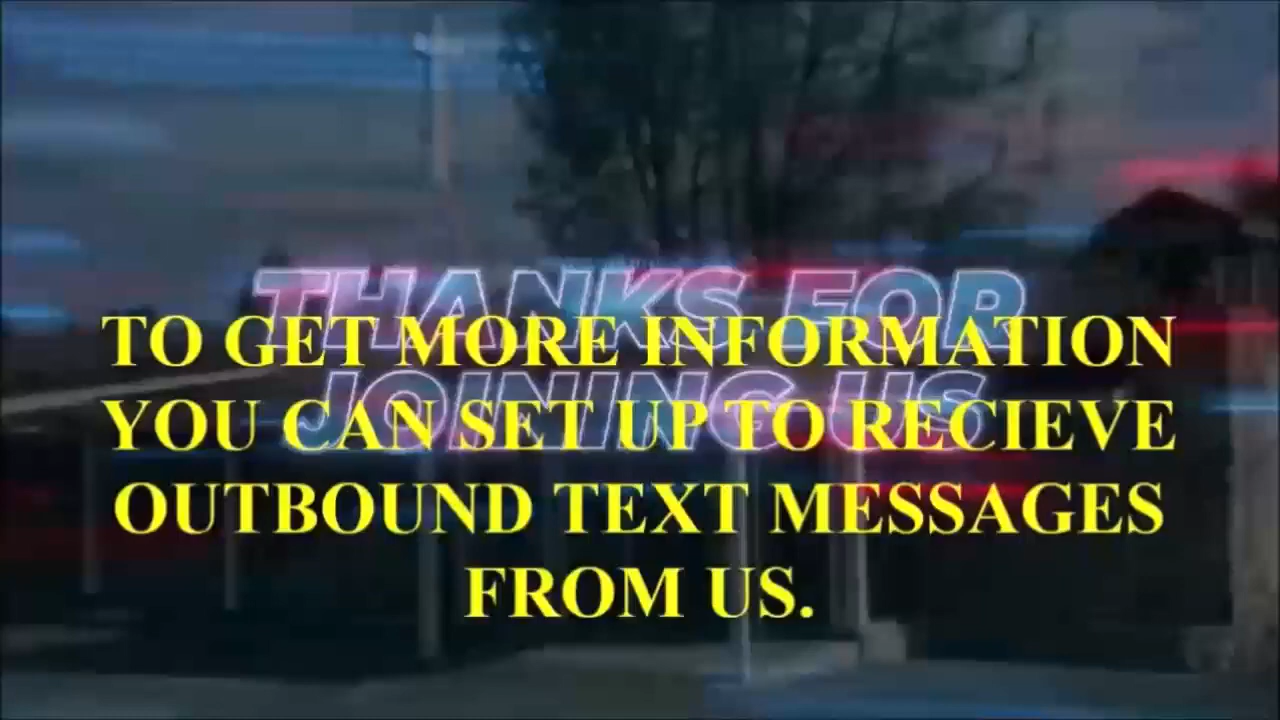 THANKS FOR
JOINING US
TO GET MORE INFORMATION
YOU CAN SET UP TO RECIEVE
OUTBOUND TEXT MESSAGES
FROM US.